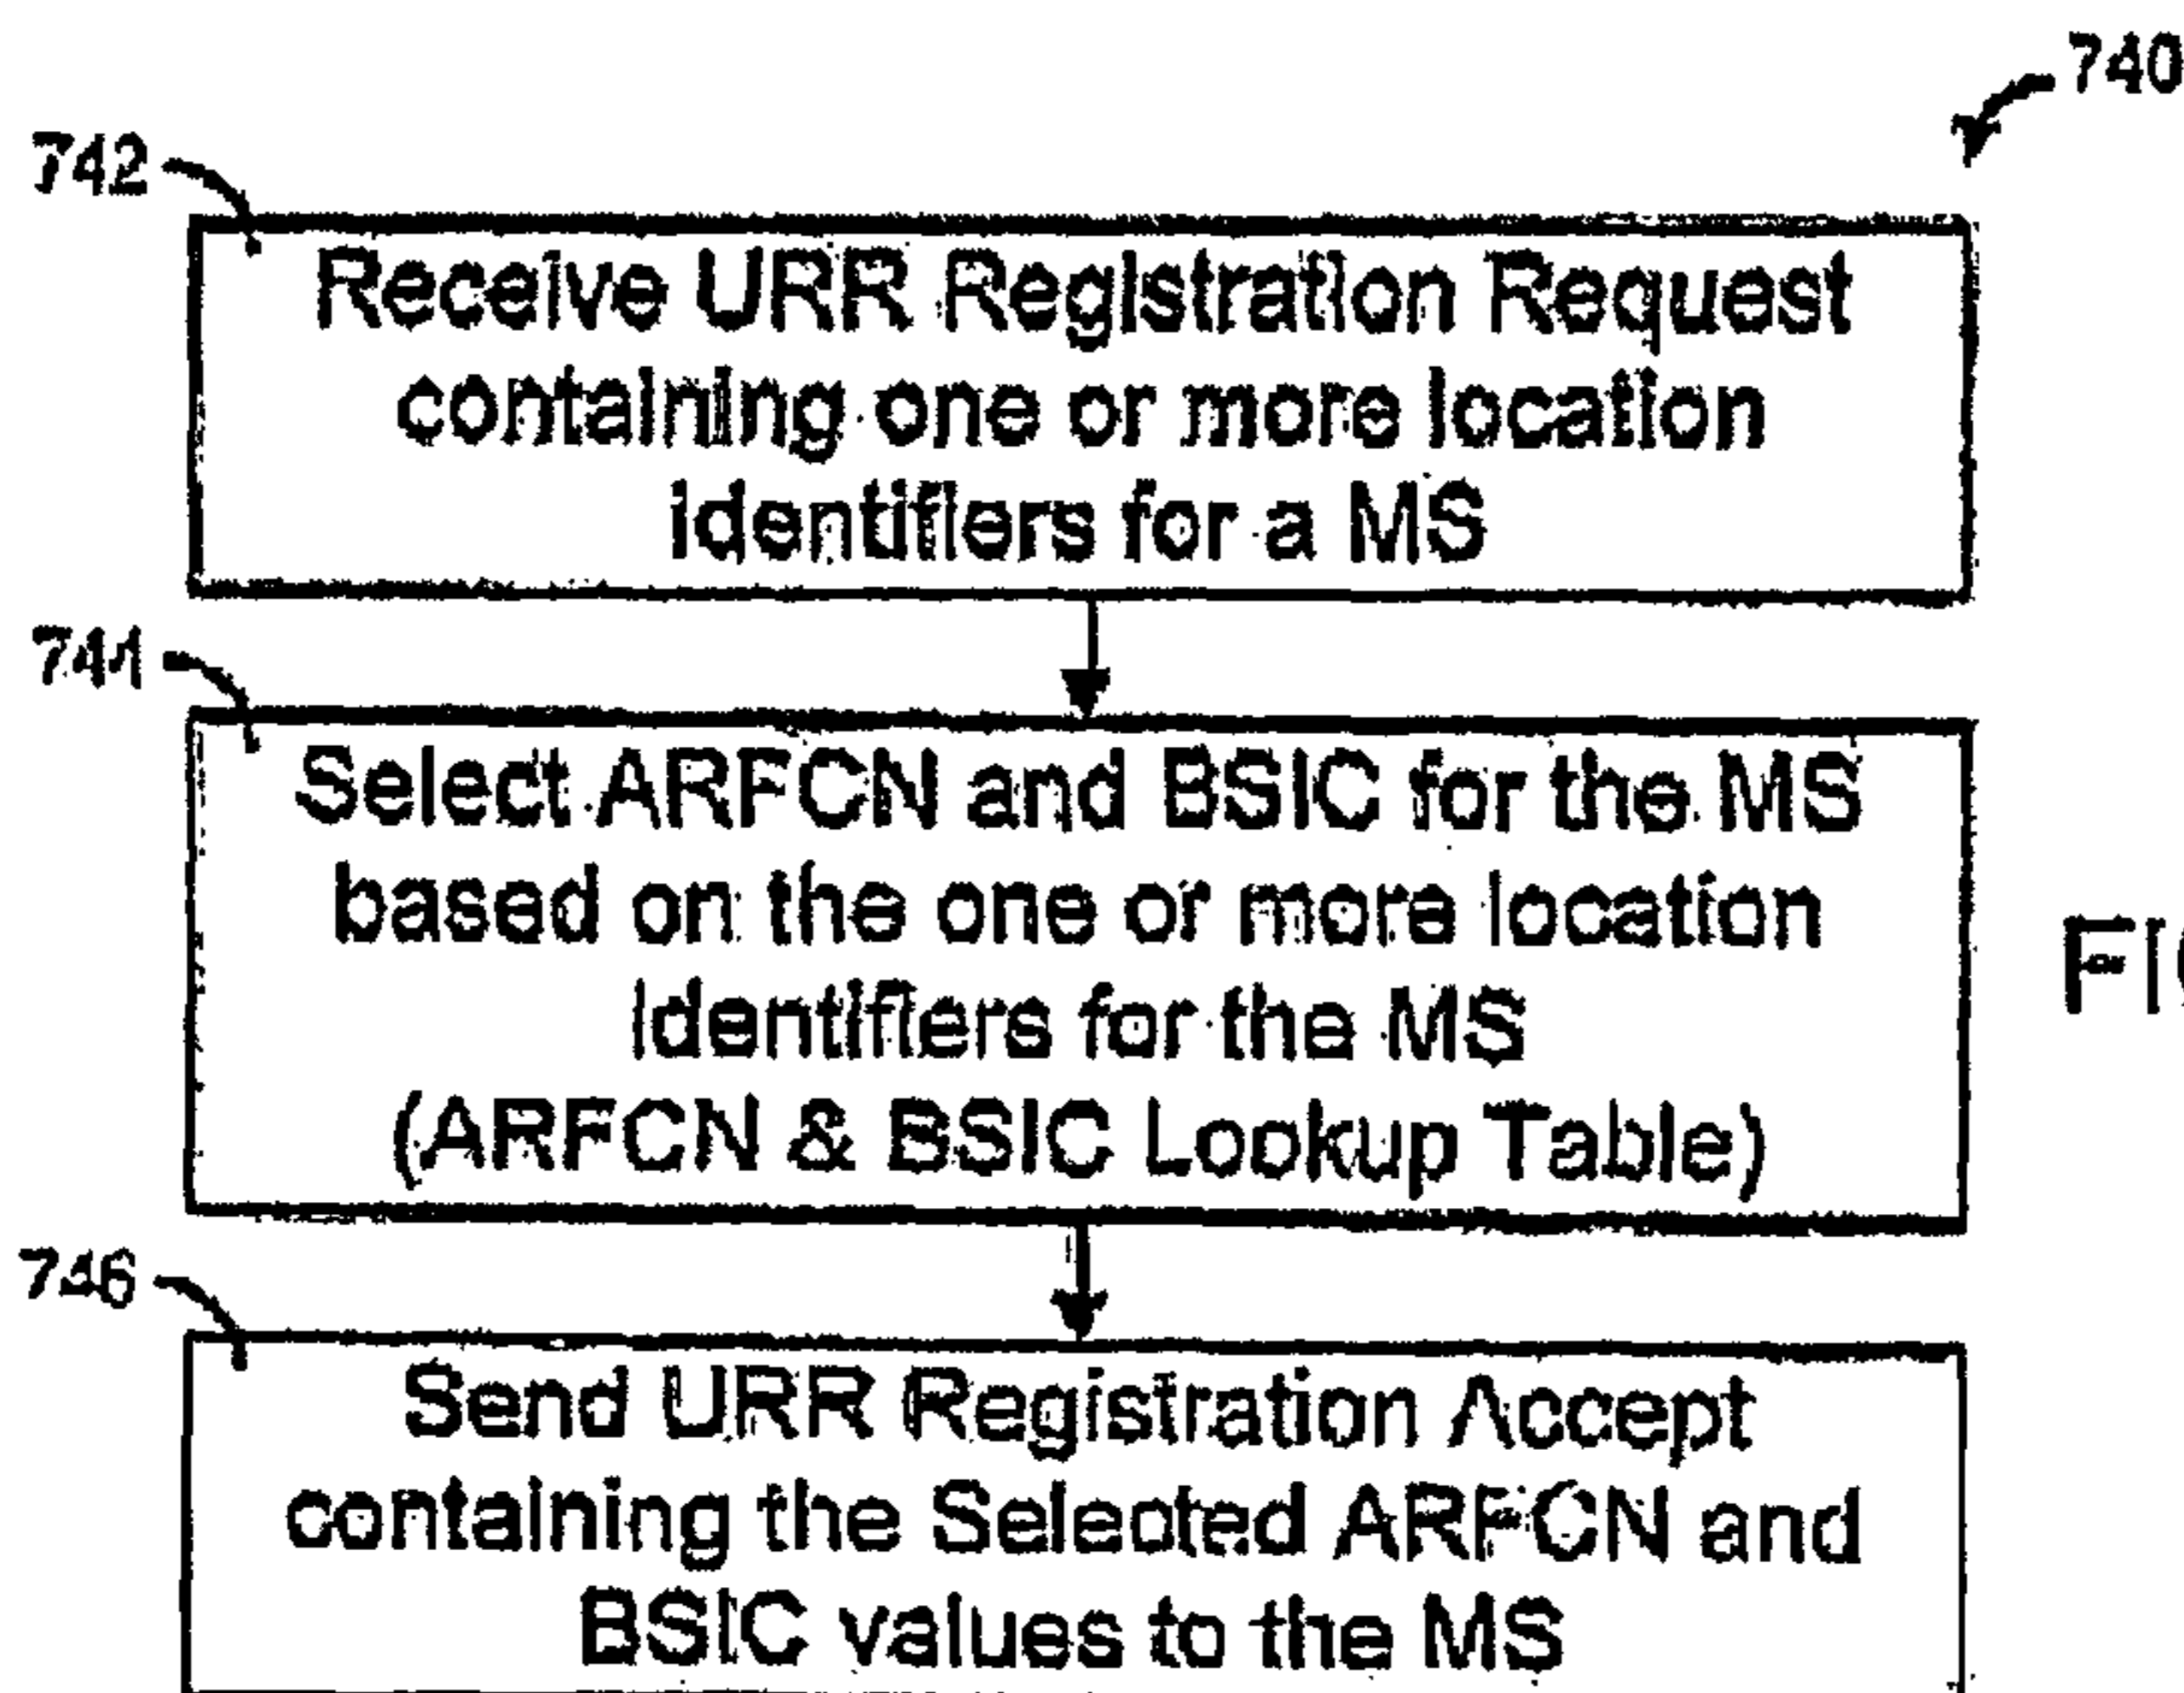 740
742
Receive URR Registration Request
containing one or more location
identifiers for a MS
744
Select ARFCN and BSIC for the MS
based on the one or more location
identifiers for the MS
(ARFCN & BSIC Lookup Table)
746
Send URR Registration Accept
containing the Selected ARFCN and
BSIC values to the MS